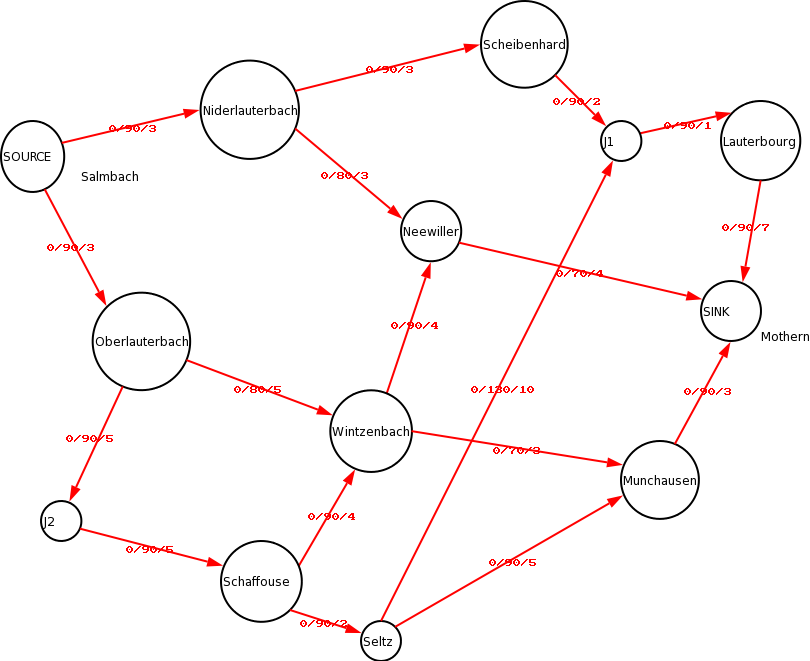 Scheibenhard
0/90/3
0/90/2
Niderlauterbach
0/90/3
0/90/1
J1
Lauterbourg
SOURCE
Salmbach
0/80/3
0/90/7
Neewiller
0/90/3
0/70/4
SINK
Mothern
0/90/4
Oberlauterbach
0/80/5
0/130/10
0/90/3
Wintzenbach
0/90/5
0/70/3
Munchausen
0/90/4
J2
0/90/5
0/90/5
Schaffouse
0/90/2
Seltz